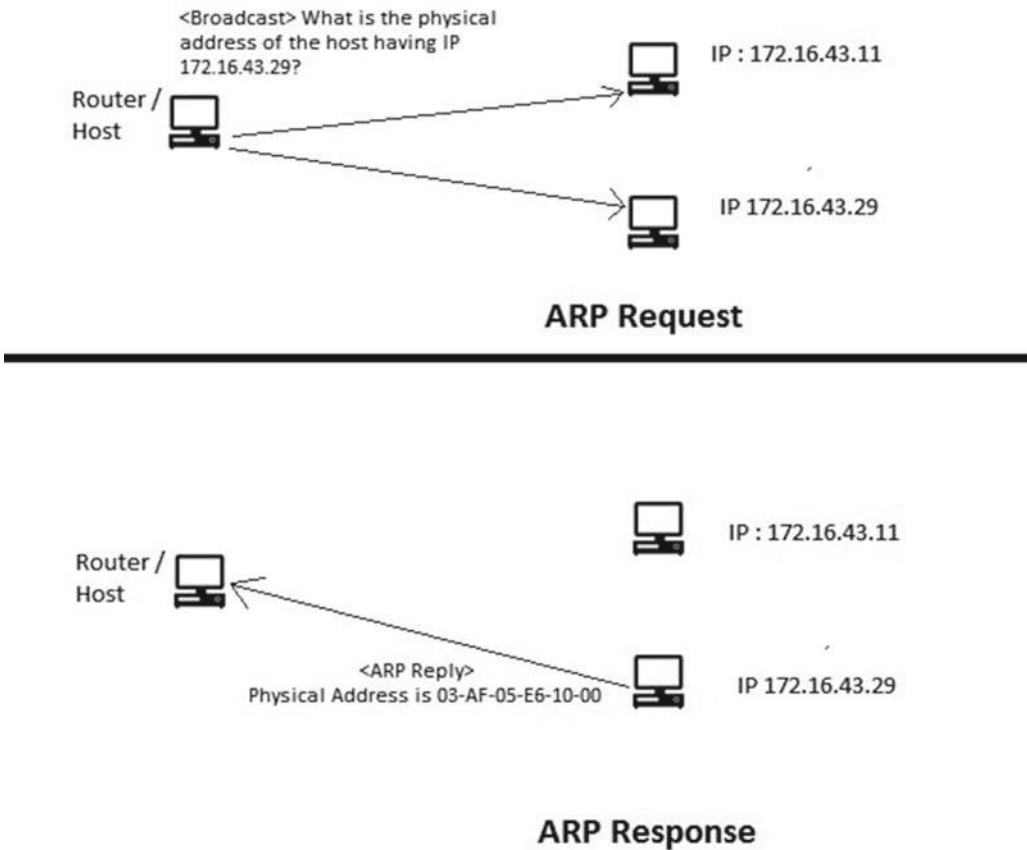 <Broadcast> What is the physical
address of the host having IP
172.16.43.29?
Router /
Host
IP : 172.16.43.11
IP 172.16.43.29
ARP Request
Router /
Host
IP : 172.16.43.11
<ARP Reply>
Physical Address is 03-AF-05-E6-10-00
IP 172.16.43.29
ARP Response